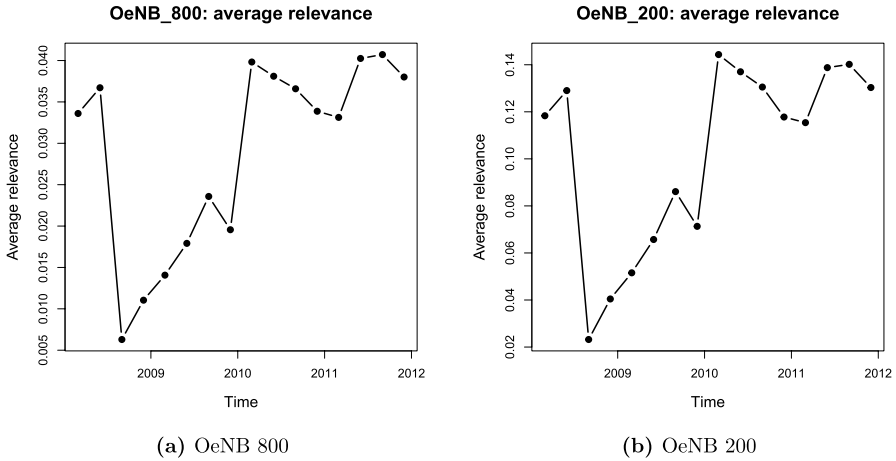 OeNB_800: average relevance
Average relevance
0.040
0.035
0.030
0.025
0.020
0.015
0.010
0.005
2009 2010 2011 2012
Time
(a) OeNB 800
OeNB_200: average relevance
Average relevance
0.14
0.12
0.10
0.08
0.06
0.04
0.02
2009 2010 2011 2012
Time
(b) OeNB 200